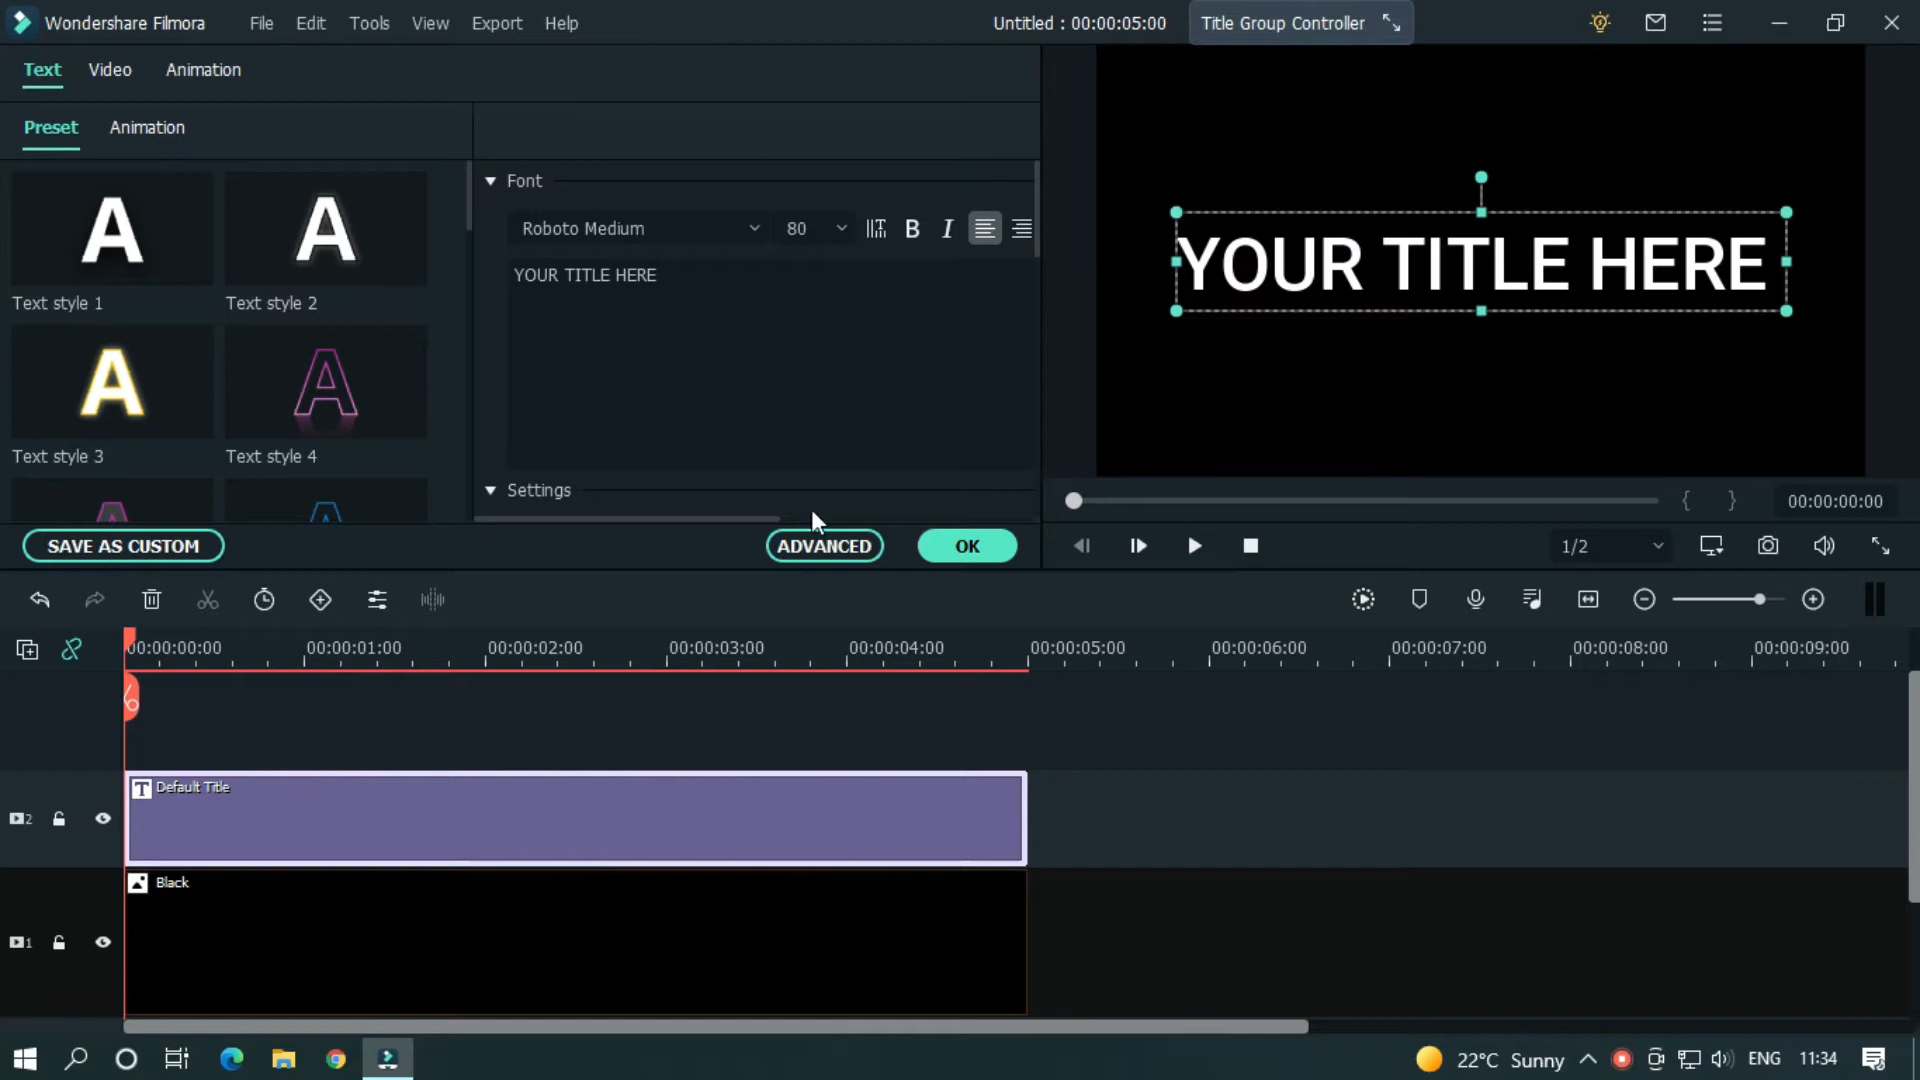 Wondershare Filmora File Edit Tools View Export Help Untitled : 00:00:05:00 Title Group Controller
Text Video Animation
Preset Animation
Font
Roboto Medium 80 B I
YOUR TITLE HERE
Settings
A
A
Text style 1 Text style 2
A
A
Text style 3 Text style 4
SAVE AS CUSTOM ADVANCED OK
YOUR TITLE HERE
{ } 00:00:00:00
1/2
00:00:00:00 00:00:01:00 00:00:02:00 00:00:03:00 00:00:04:00 00:00:05:00 00:00:06:00 00:00:07:00 00:00:08:00 00:00:09:00
T Default Title
2
Black
1
22°C Sunny ENG 11:34